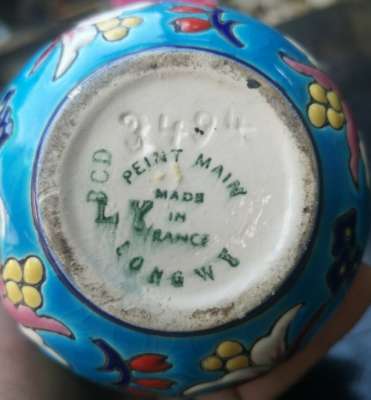 3494
BCD
PEINT MAIN
LY
MADE
IN
FRANCE
LONGWY